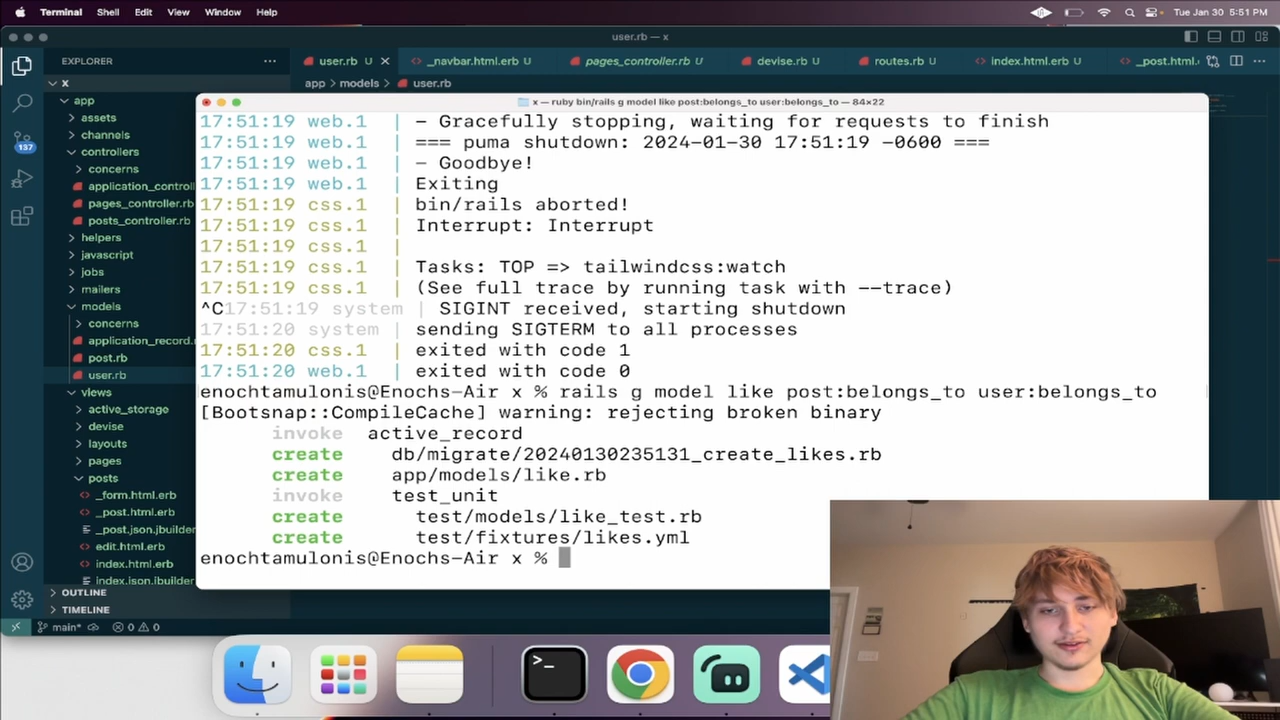 Terminal Shell Edit View Window Help Tue Jan 30 5:51 PM
user.rb — x
EXPLORER
user.rb U
_navbar.html.erb U
pages_controller.rb U
devise.rb U
routes.rb U
index.html.erb U
_post.html.
x
app > models > user.rb
app
assets
channels
controllers
concerns
application_control
pages_controller.rb
posts_controller.rb
helpers
javascript
jobs
mailers
models
concerns
application_record.
post.rb
user.rb
views
active_storage
devise
layouts
pages
posts
_form.html.erb
_post.html.erb
_post.json.jbuilder
edit.html.erb
index.html.erb
index.json.jbuilder
OUTLINE
TIMELINE
main* 0 0
137
x — ruby bin/rails g model like post:belongs_to user:belongs_to — 84×22
17:51:19 web.1 | - Gracefully stopping, waiting for requests to finish
17:51:19 web.1 | === puma shutdown: 2024-01-30 17:51:19 -0600 ===
17:51:19 web.1 | - Goodbye!
17:51:19 web.1 | Exiting
17:51:19 css.1 | bin/rails aborted!
17:51:19 css.1 | Interrupt: Interrupt
17:51:19 css.1 |
17:51:19 css.1 | Tasks: TOP => tailwindcss:watch
17:51:19 css.1 | (See full trace by running task with --trace)
^C17:51:19 system | SIGINT received, starting shutdown
17:51:20 system | sending SIGTERM to all processes
17:51:20 css.1 | exited with code 1
17:51:20 web.1 | exited with code 0
enochtamulonis@Enochs-Air x % rails g model like post:belongs_to user:belongs_to
[Bootsnap::CompileCache] warning: rejecting broken binary
invoke active_record
create db/migrate/20240130235131_create_likes.rb
create app/models/like.rb
invoke test_unit
create test/models/like_test.rb
create test/fixtures/likes.yml
enochtamulonis@Enochs-Air x %